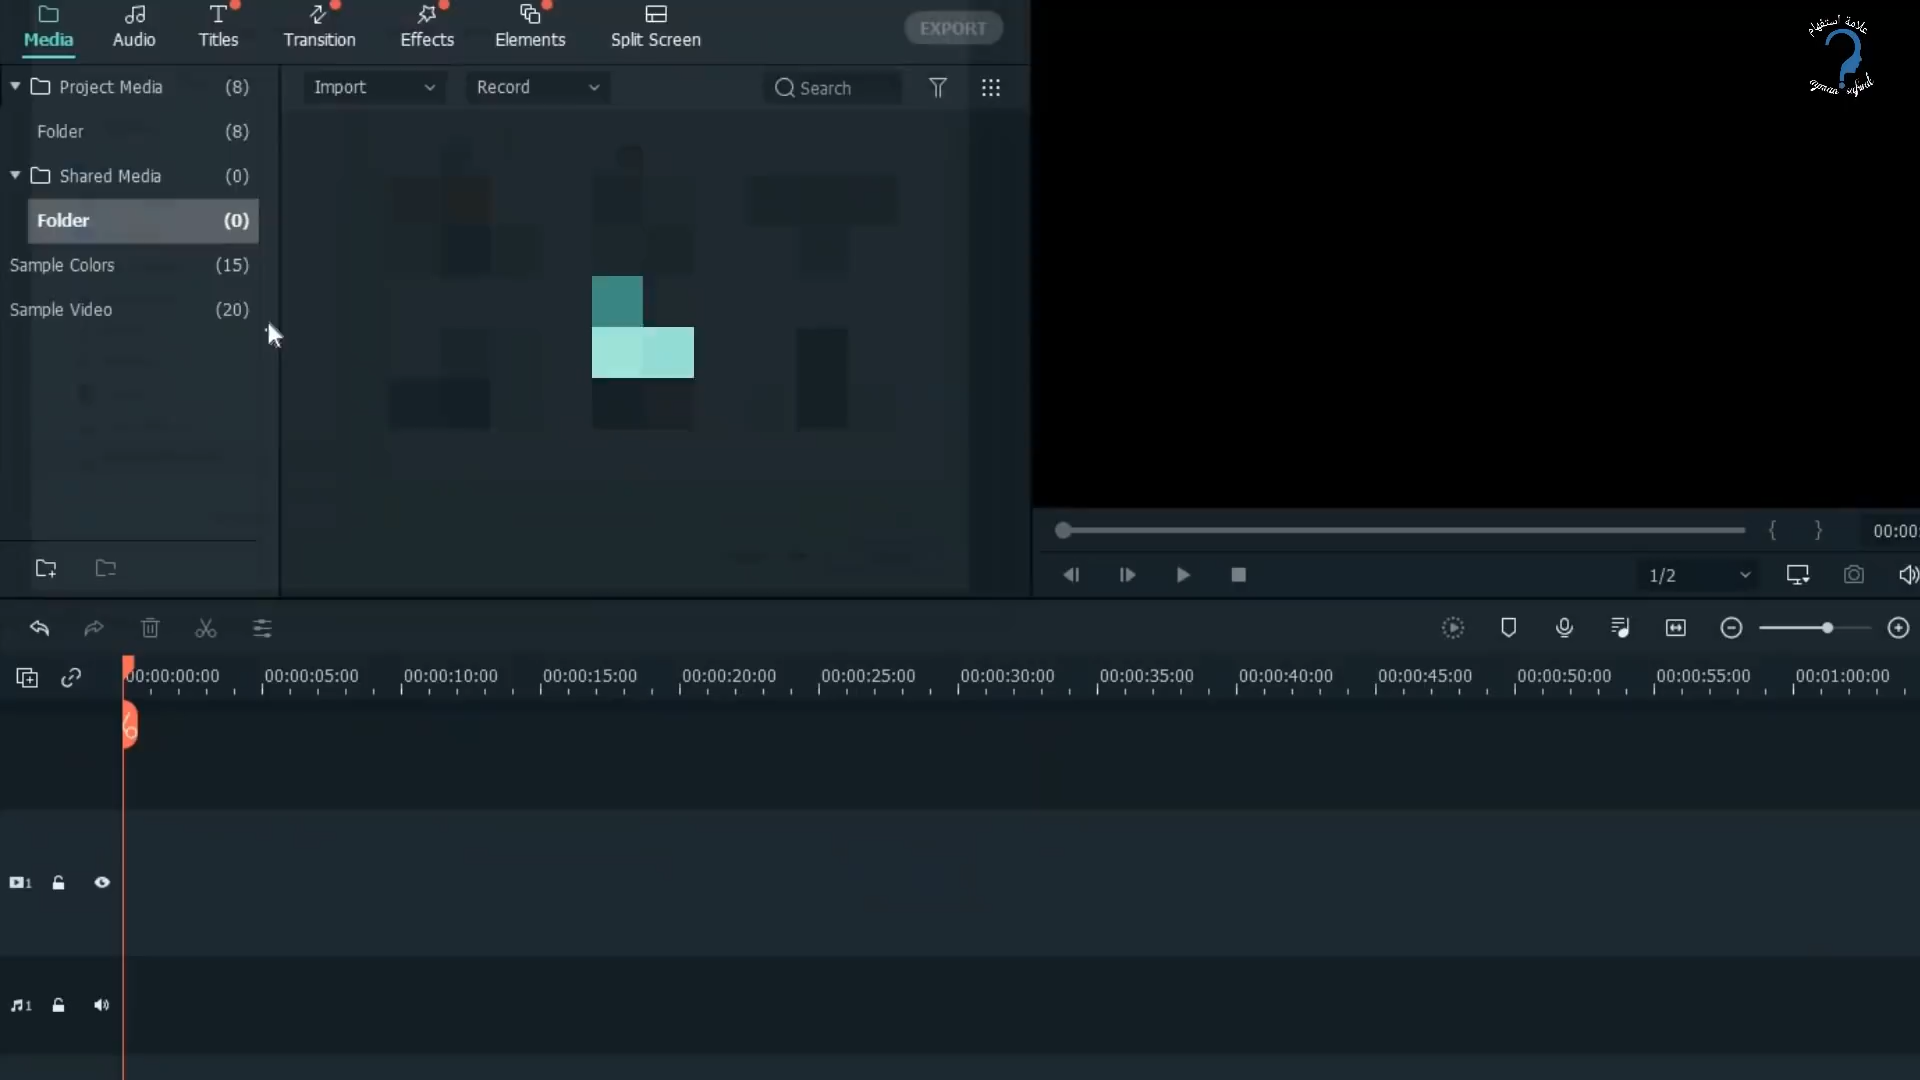 Media
Audio
Titles
Transition
Effects
Elements
Split Screen
EXPORT
علامة استفهام
Project Media (8)
Import
Record
Search
Folder (8)
Shared Media (0)
Folder (0)
Sample Colors (15)
Sample Video (20)
{ } 00:00:
1/2
00:00:00:00 00:00:05:00 00:00:10:00 00:00:15:00 00:00:20:00 00:00:25:00 00:00:30:00 00:00:35:00 00:00:40:00 00:00:45:00 00:00:50:00 00:00:55:00 00:01:00:00
1
1